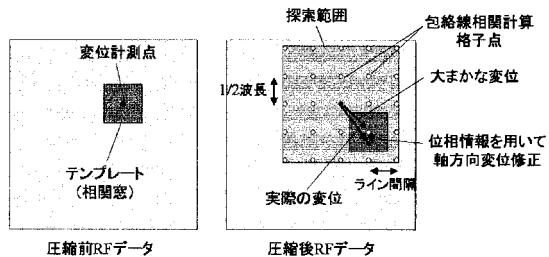 探索範囲
包絡線相関計算
格子点
変位計測点
大まかな変位
1/2波長
位相情報を用いて
軸方向変位修正
テンプレート
(相関窓)
ライン間隔
実際の変位
圧縮前RFデータ
圧縮後RFデータ